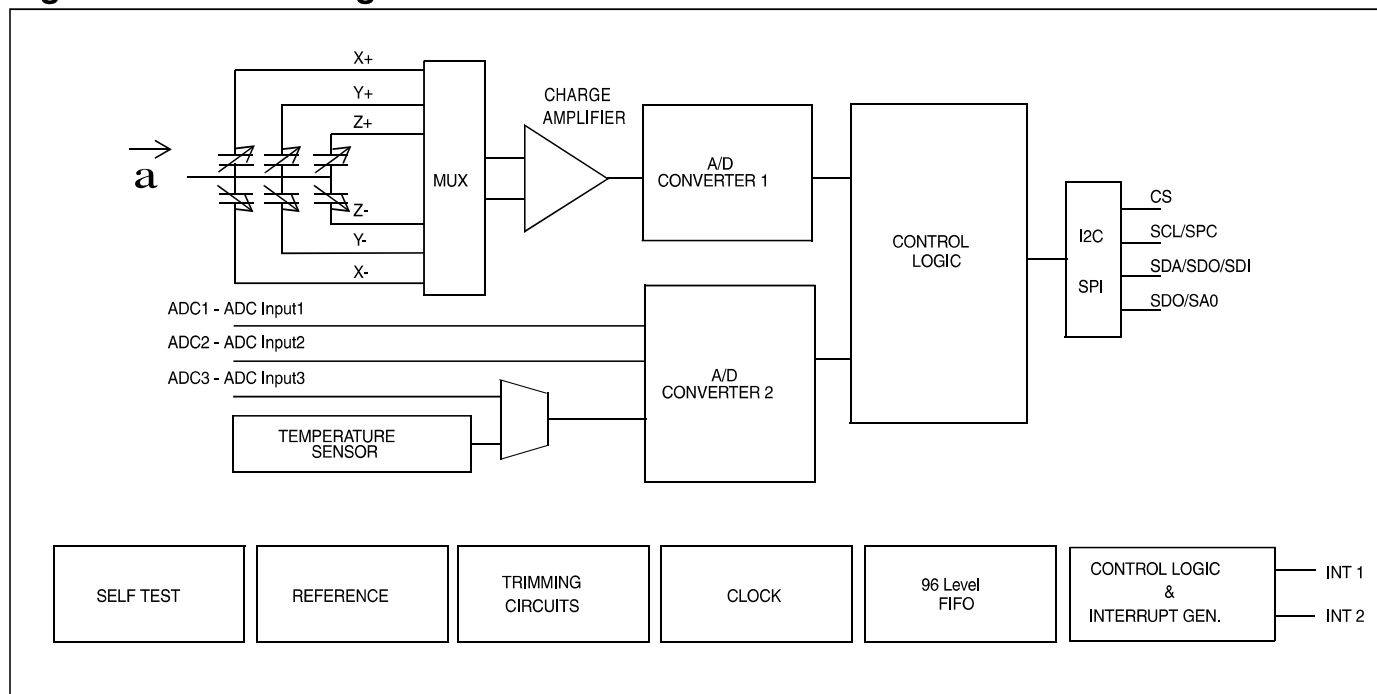 X+
Y+
Z+
a
MUX
Z-
Y-
X-
CHARGE
AMPLIFIER
A/D
CONVERTER 1
CONTROL
LOGIC
I2C
SPI
CS
SCL/SPC
SDA/SDO/SDI
SDO/SA0
ADC1 - ADC Input1
ADC2 - ADC Input2
ADC3 - ADC Input3
TEMPERATURE
SENSOR
A/D
CONVERTER 2
SELF TEST
REFERENCE
TRIMMING
CIRCUITS
CLOCK
96 Level
FIFO
CONTROL LOGIC
&
INTERRUPT GEN.
INT 1
INT 2